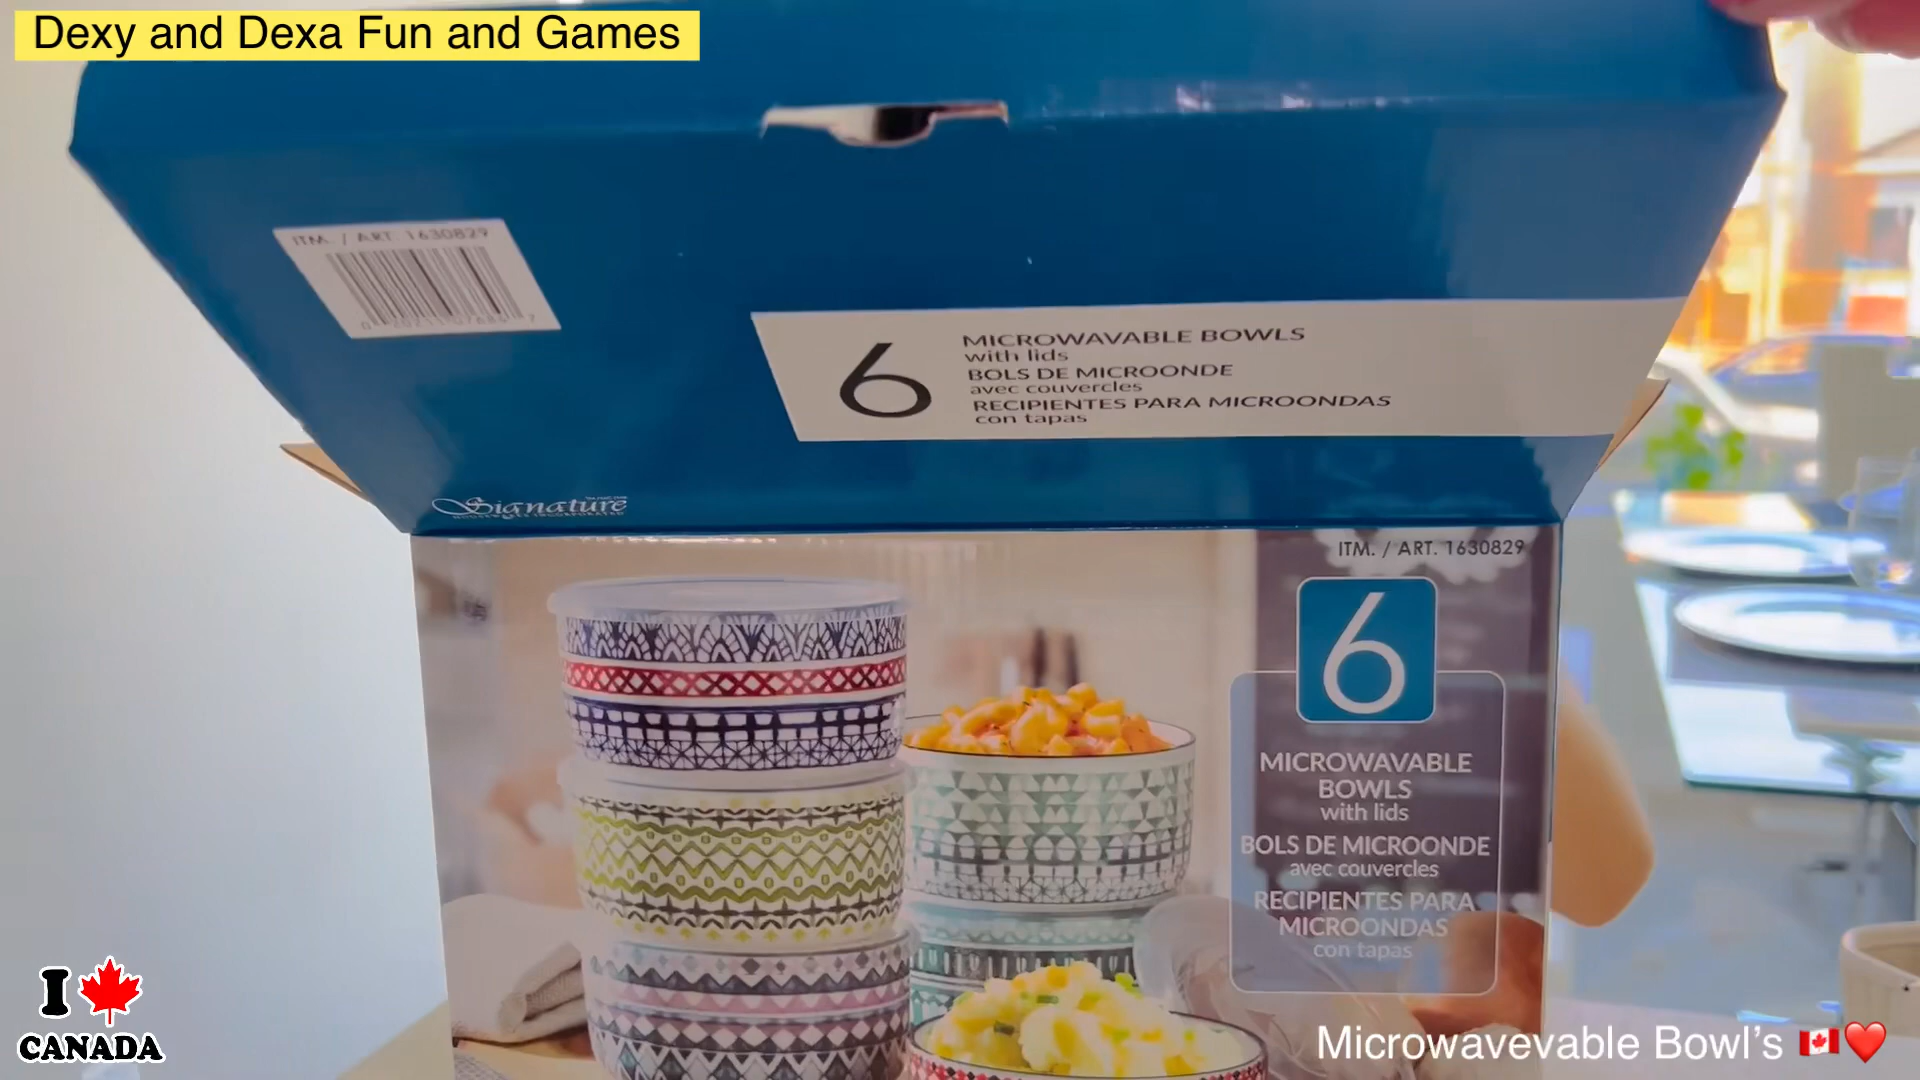 Dexy and Dexa Fun and Games
ITM. / ART. 1630829
6
MICROWAVABLE BOWLS
with lids
BOLS DE MICROONDE
avec couvercles
RECIPIENTES PARA MICROONDAS
con tapas
Signature
ITM. / ART. 1630829
6
MICROWAVABLE
BOWLS
with lids
BOLS DE MICROONDE
avec couvercles
RECIPIENTES PARA
MICROONDAS
con tapas
I
CANADA
Microwavevable Bowl's 🇨🇦❤️